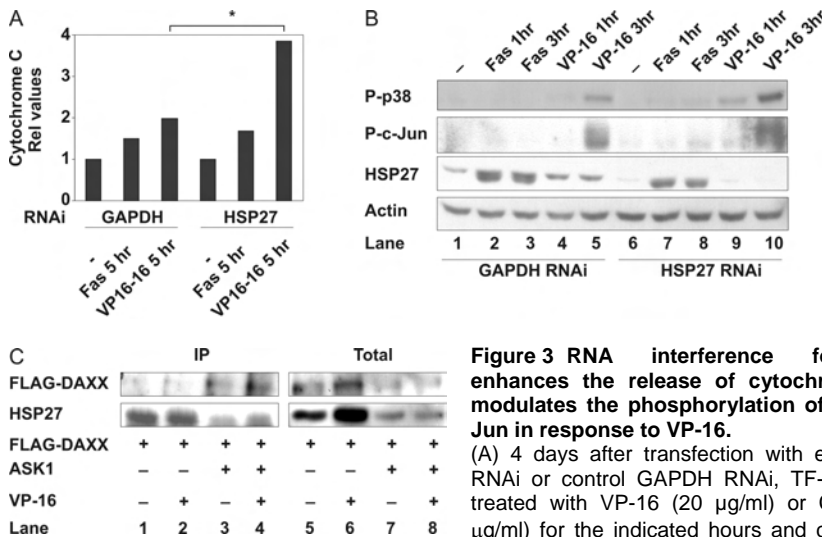 A
*
4
3
2
1
0
Cytochrome C
Rel values
RNAi GAPDH HSP27
-
Fas 5 hr
VP16-16 5 hr
-
Fas 5 hr
VP16-16 5 hr
B
– Fas 1hr Fas 3hr VP-16 1hr VP-16 3hr – Fas 1hr Fas 3hr VP-16 1hr VP-16 3hr
P-p38
P-c-Jun
HSP27
Actin
Lane 1 2 3 4 5 6 7 8 9 10
GAPDH RNAi HSP27 RNAi
C
IP Total
FLAG-DAXX
HSP27
FLAG-DAXX + + + + + + + +
ASK1 – – + + – – + +
VP-16 – + – + – + – +
Lane 1 2 3 4 5 6 7 8
Figure 3 RNA interference fo
enhances the release of cytochr
modulates the phosphorylation of
Jun in response to VP-16.
(A) 4 days after transfection with e
RNAi or control GAPDH RNAi, TF-
treated with VP-16 (20 µg/ml) or
µg/ml) for the indicated hours and